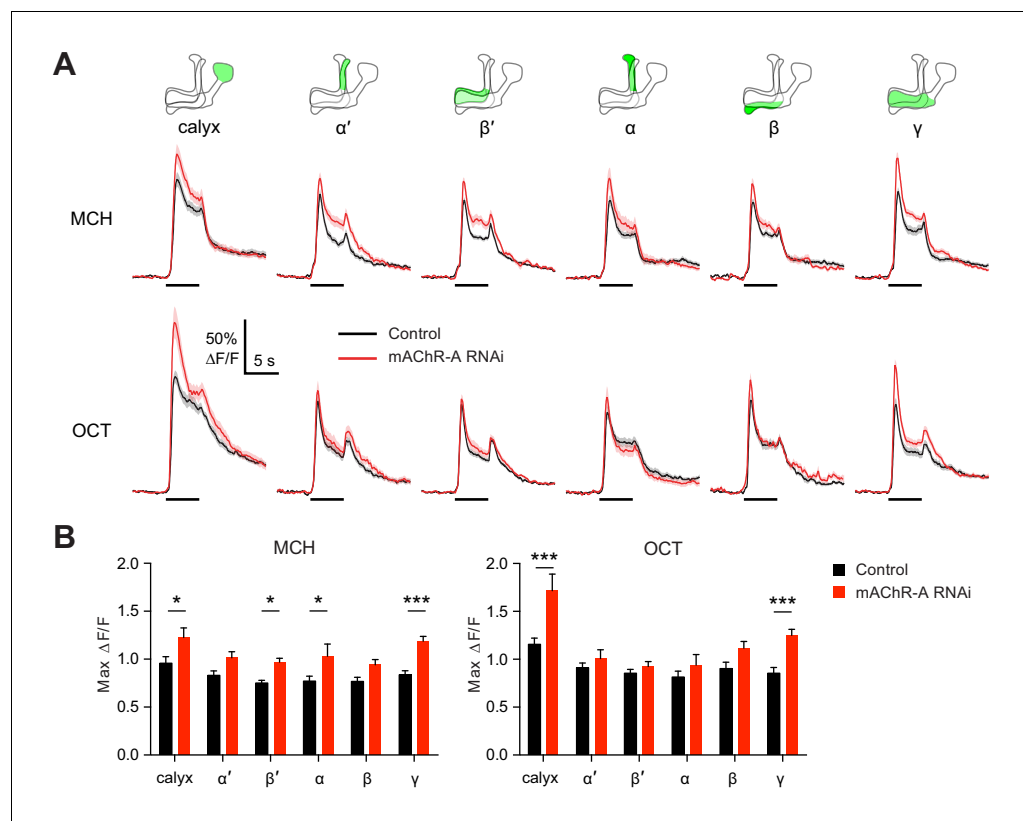 A
calyx α′ β′ α β γ
MCH
50%
ΔF/F
5 s
Control
mAChR-A RNAi
OCT
B
MCH
Max ΔF/F
2.0
1.5
1.0
0.5
0.0
* * * ***
calyx α′ β′ α β γ
OCT
Max ΔF/F
2.0
1.5
1.0
0.5
0.0
*** ***
calyx α′ β′ α β γ
Control
mAChR-A RNAi